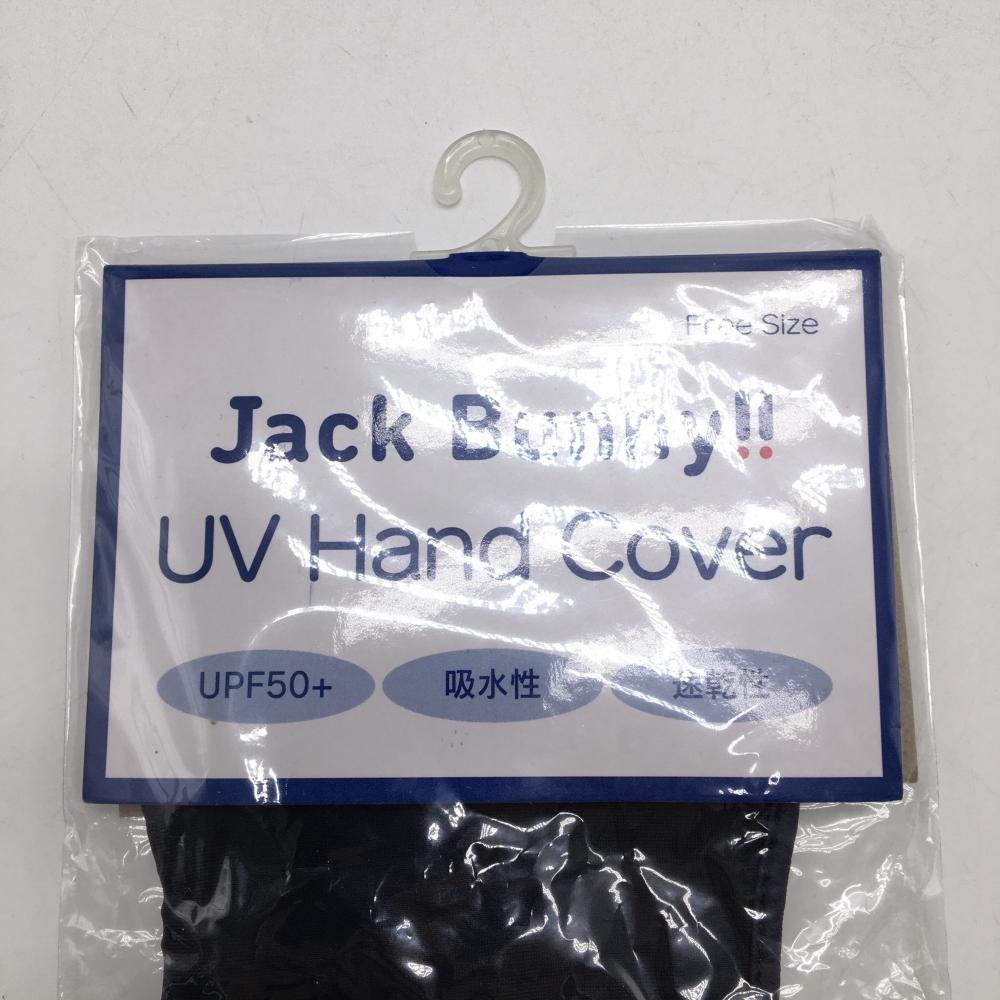 Free Size
Jack Bunny!!
UV Hand Cover
UPF50+ 吸水性 速乾性